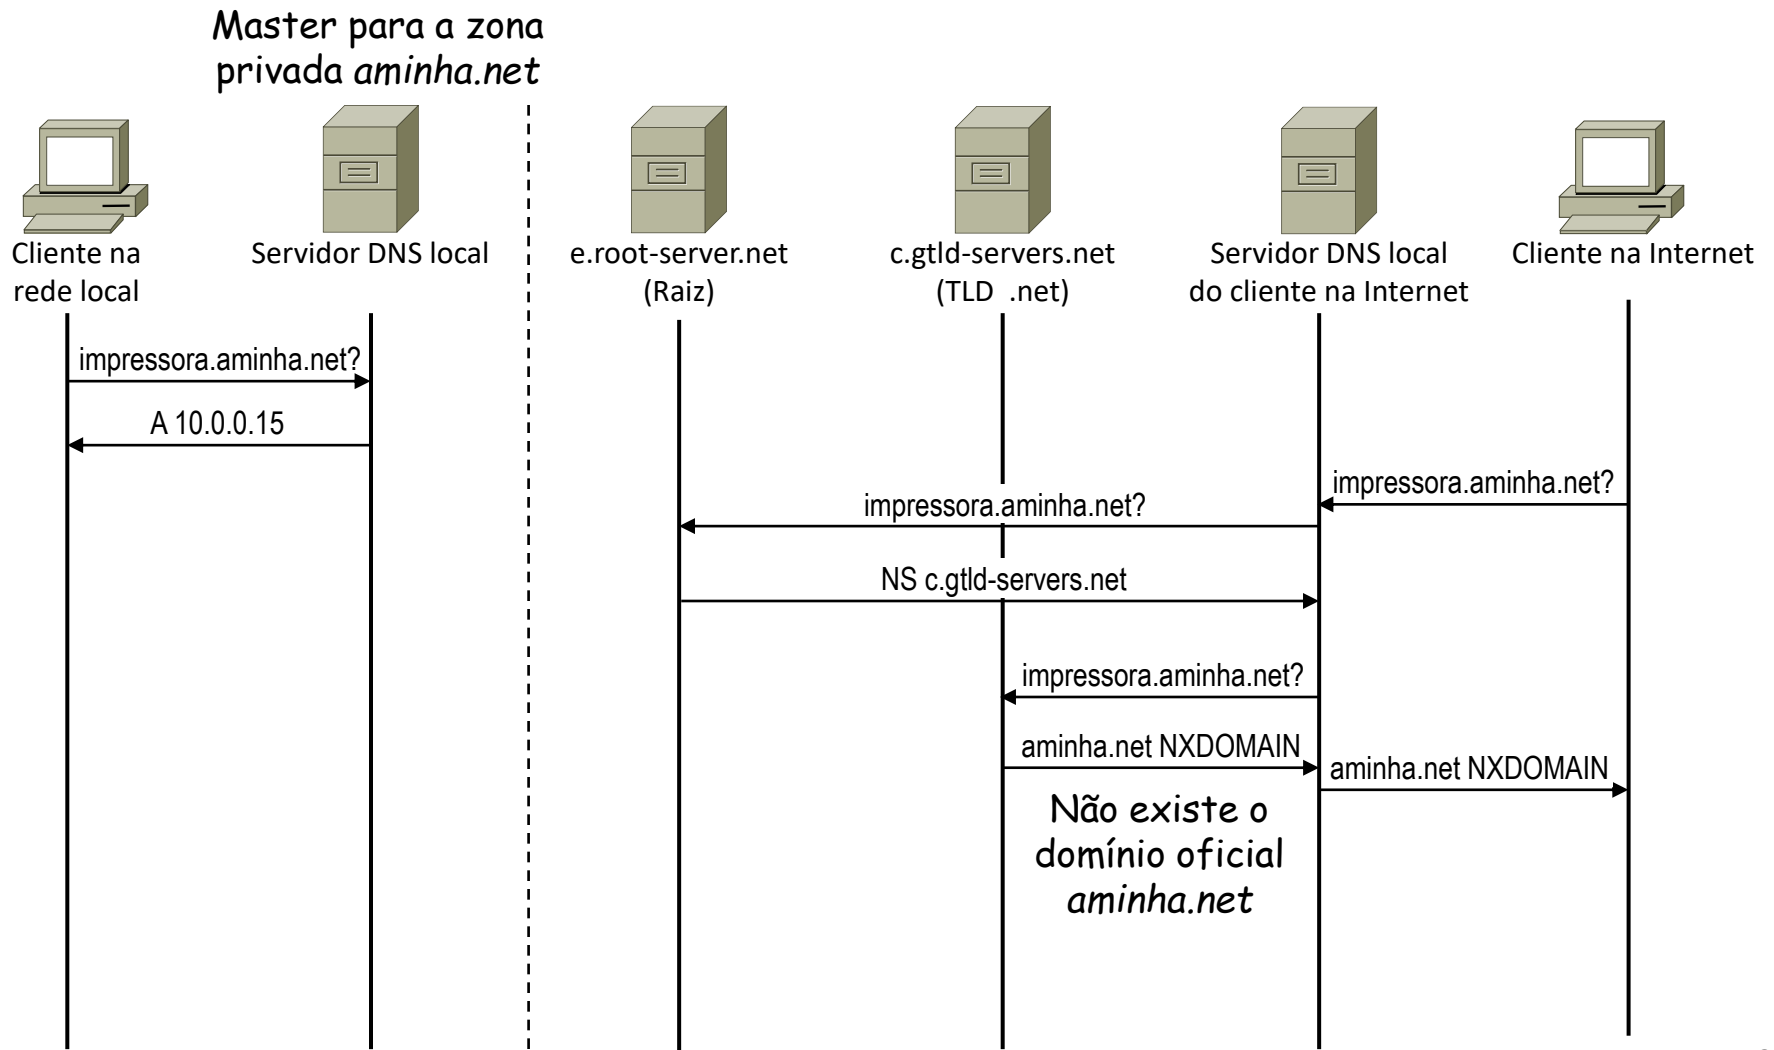 Master para a zona
privada aminha.net
Cliente na
rede local
Servidor DNS local
e.root-server.net
(Raiz)
c.gtld-servers.net
(TLD .net)
Servidor DNS local
do cliente na Internet
Cliente na Internet
impressora.aminha.net?
A 10.0.0.15
impressora.aminha.net?
impressora.aminha.net?
NS c.gtld-servers.net
impressora.aminha.net?
aminha.net NXDOMAIN
aminha.net NXDOMAIN
Não existe o
domínio oficial
aminha.net